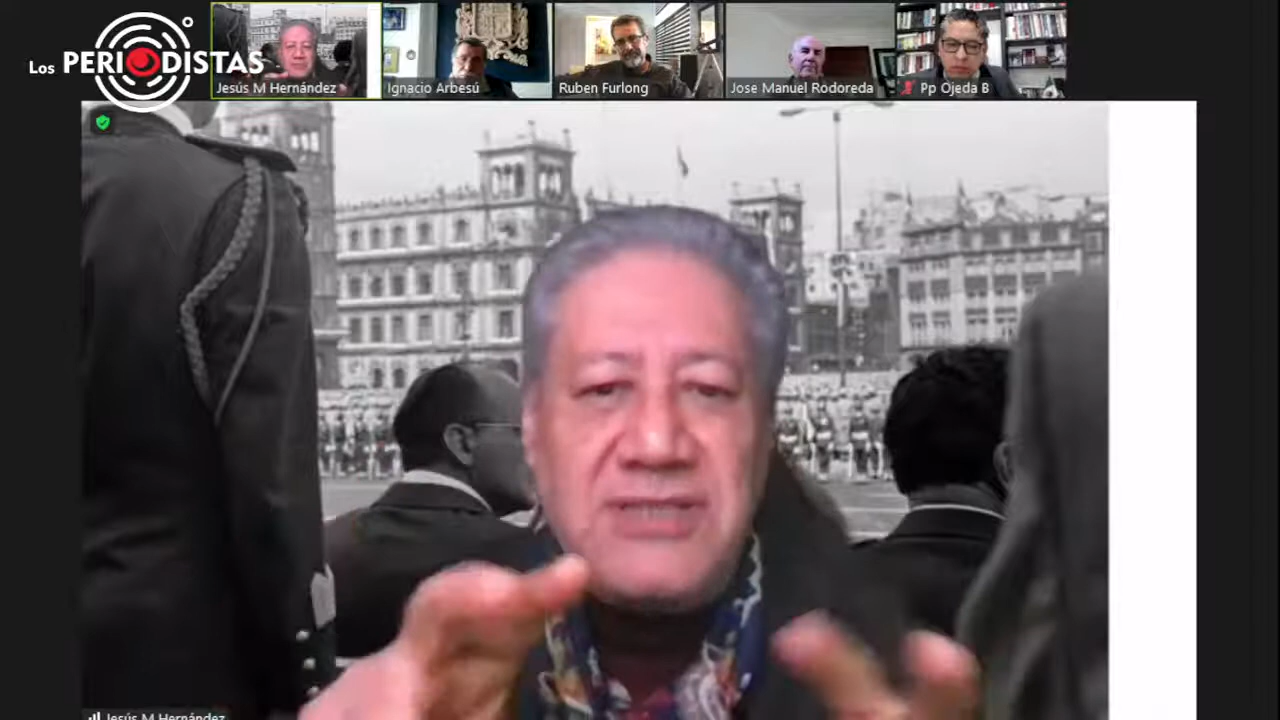 Los PERIODISTAS
Jesús M Hernández
Ignacio Arbesú
Ruben Furlong
Jose Manuel Rodoreda
Pp Ojeda B
Jesús M Hernández